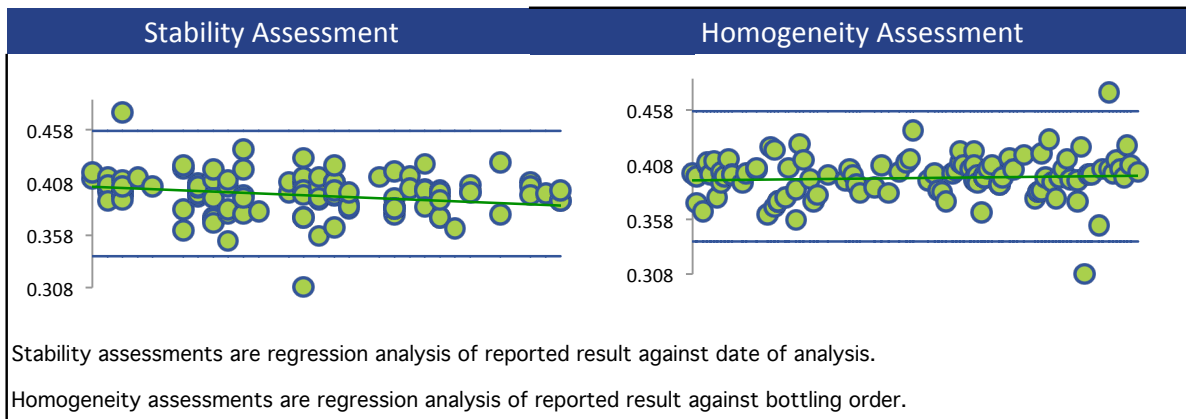 Stability Assessment
Homogeneity Assessment
0.458
0.408
0.358
0.308
0.458
0.408
0.358
0.308
Stability assessments are regression analysis of reported result against date of analysis.
Homogeneity assessments are regression analysis of reported result against bottling order.